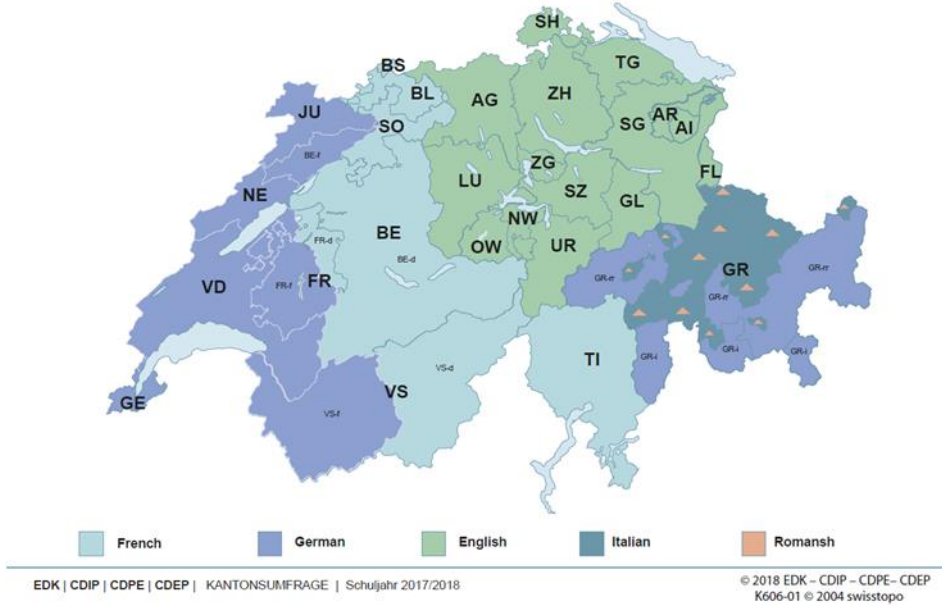 SH
TG
BS
BL
AG
ZH
JU
SO
SG
AR
AI
BE-f
ZG
FL
LU
SZ
NE
NW
GL
BE
OW
UR
FR-d
BE-d
GR
VD
FR-f
FR
GR-rr
GR-rr
GR-rr
TI
GR-i
GR-i
GR-i
VS-d
VS
GE
VS-f
French German English Italian Romansh
EDK | CDIP | CDPE | CDEP | KANTONSUMFRAGE | Schuljahr 2017/2018
© 2018 EDK – CDIP – CDPE– CDEP
K606-01 © 2004 swisstopo